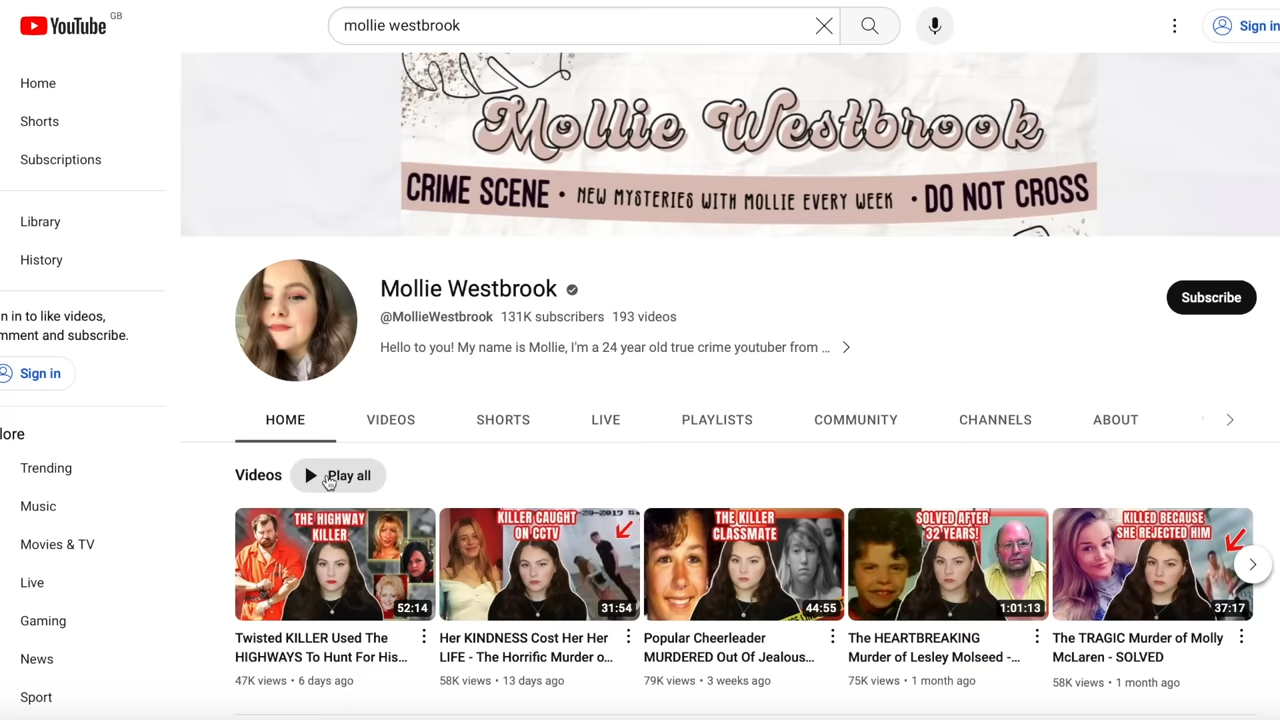 YouTube GB
mollie westbrook
Sign in
Home
Shorts
Subscriptions
Library
History
n in to like videos,
mment and subscribe.
Sign in
lore
Trending
Music
Movies & TV
Live
Gaming
News
Sport
Mollie Westbrook
CRIME SCENE • NEW MYSTERIES WITH MOLLIE EVERY WEEK • DO NOT CROSS
Mollie Westbrook
@MollieWestbrook 131K subscribers 193 videos
Hello to you! My name is Mollie, I'm a 24 year old true crime youtuber from ...
Subscribe
HOME VIDEOS SHORTS LIVE PLAYLISTS COMMUNITY CHANNELS ABOUT
Videos Play all
THE HIGHWAY
KILLER
52:14
Twisted KILLER Used The
HIGHWAYS To Hunt For His...
47K views • 6 days ago
KILLER CAUGHT
ON CCTV
31:54
Her KINDNESS Cost Her Her
LIFE - The Horrific Murder o...
58K views • 13 days ago
THE KILLER
CLASSMATE
44:55
Popular Cheerleader
MURDERED Out Of Jealous...
79K views • 3 weeks ago
SOLVED AFTER
32 YEARS!
1:01:13
The HEARTBREAKING
Murder of Lesley Molseed -...
75K views • 1 month ago
KILLED BECAUSE
SHE REJECTED HIM
37:17
The TRAGIC Murder of Molly
McLaren - SOLVED
58K views • 1 month ago